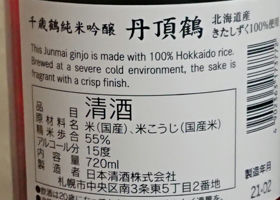 千歳鶴純米吟醸 丹頂鶴 北海道産
きたしずく100%使用
This Junmai ginjo is made with 100% Hokkaido rice.
Brewed at a severe cold environment, the sake is
fragrant with a crisp finish.
清酒
原材料名 米(国産)、米こうじ(国産米)
精米歩合 55%
アルコール分 15度
内容量 720ml
製造者 日本清酒株式会社
札幌市中央区南3条東5丁目2番地
製造年月
21-02